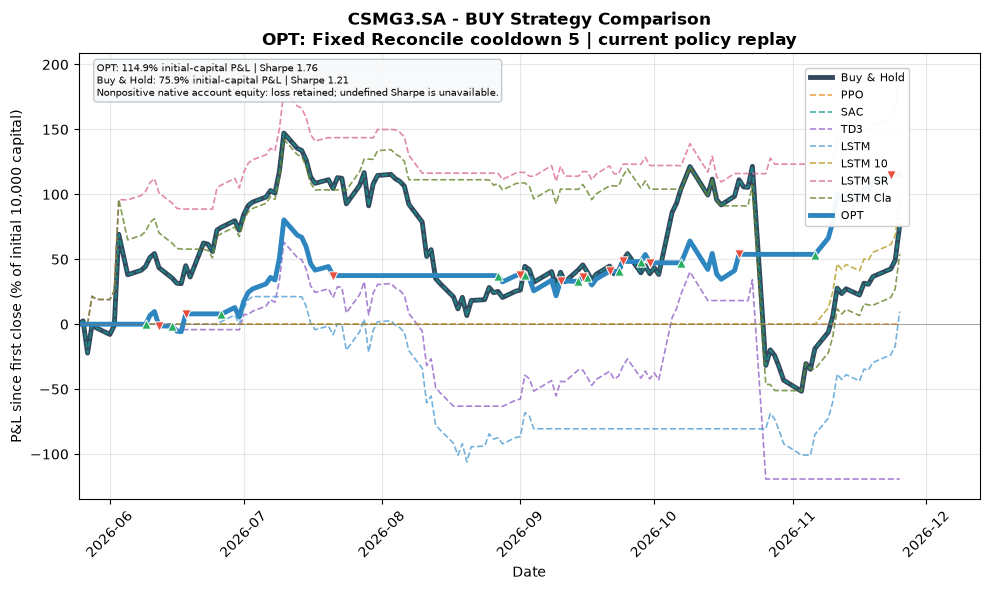 CSMG3.SA - BUY Strategy Comparison
OPT: Fixed Reconcile cooldown 5 | current policy replay
OPT: 114.9% initial-capital P&L | Sharpe 1.76
Buy & Hold: 75.9% initial-capital P&L | Sharpe 1.21
Nonpositive native account equity: loss retained; undefined Sharpe is unavailable.
Buy & Hold
PPO
SAC
TD3
LSTM
LSTM 10
LSTM SR
LSTM Cla
OPT
P&L since first close (% of initial 10,000 capital)
200
150
100
50
0
−50
−100
2026-06
2026-07
2026-08
2026-09
2026-10
2026-11
2026-12
Date